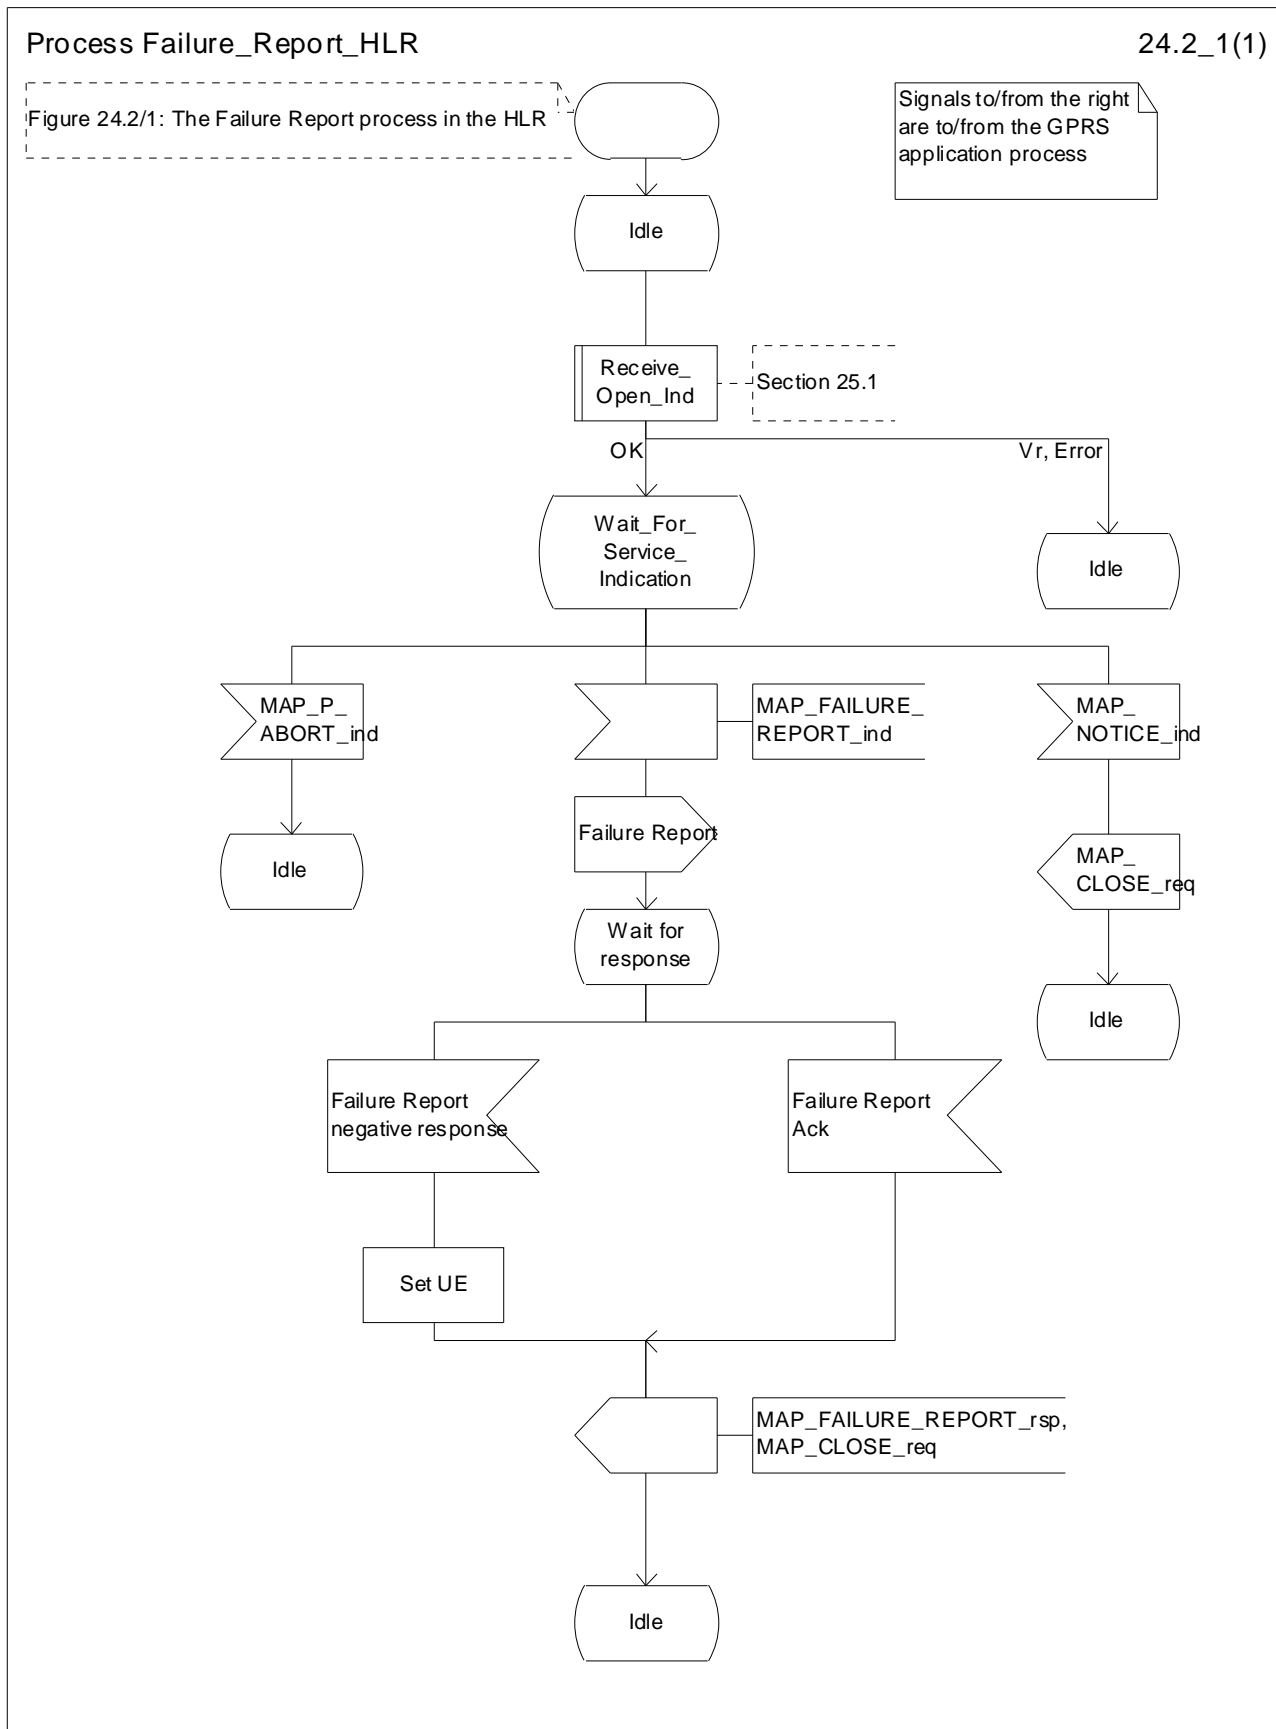 Process Failure_Report_HLR
24.2_1(1)
Figure 24.2/1: The Failure Report process in the HLR
Signals to/from the right
are to/from the GPRS
application process
Idle
Receive_
Open_Ind
Section 25.1
OK
Vr, Error
Wait_For_
Service_
Indication
Idle
MAP_P_
ABORT_ind
MAP_FAILURE_
REPORT_ind
MAP_
NOTICE_ind
Failure Report
Idle
MAP_
CLOSE_req
Wait for
response
Idle
Failure Report
negative response
Failure Report
Ack
Set UE
MAP_FAILURE_REPORT_rsp,
MAP_CLOSE_req
Idle